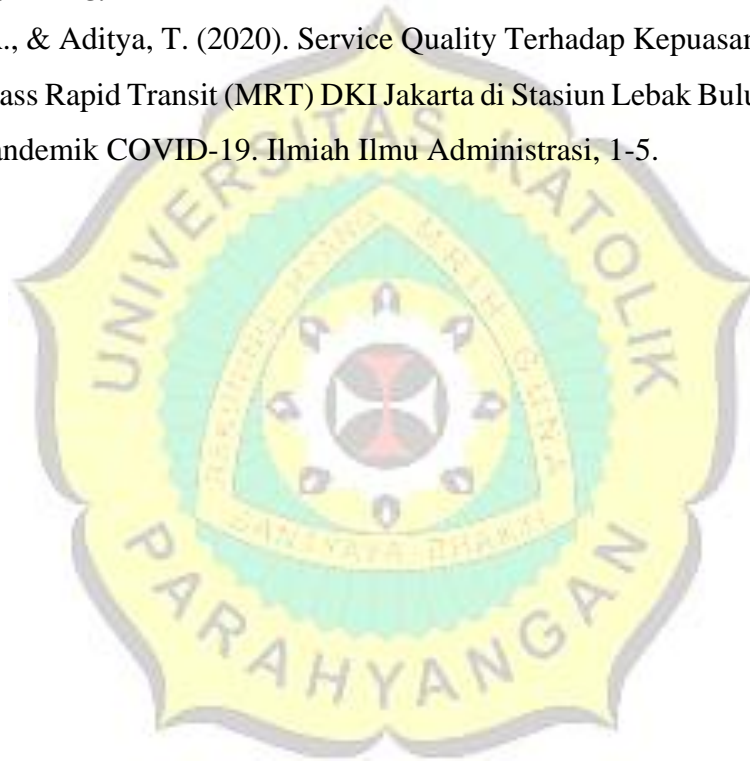 ., & Aditya, T. (2020). Service Quality Terhadap Kepuasan
ass Rapid Transit (MRT) DKI Jakarta di Stasiun Lebak Bulu
andemik COVID-19. Ilmiah Ilmu Administrasi, 1-5.
UNIVERSITAS KATOLIK
PARAHYANGAN